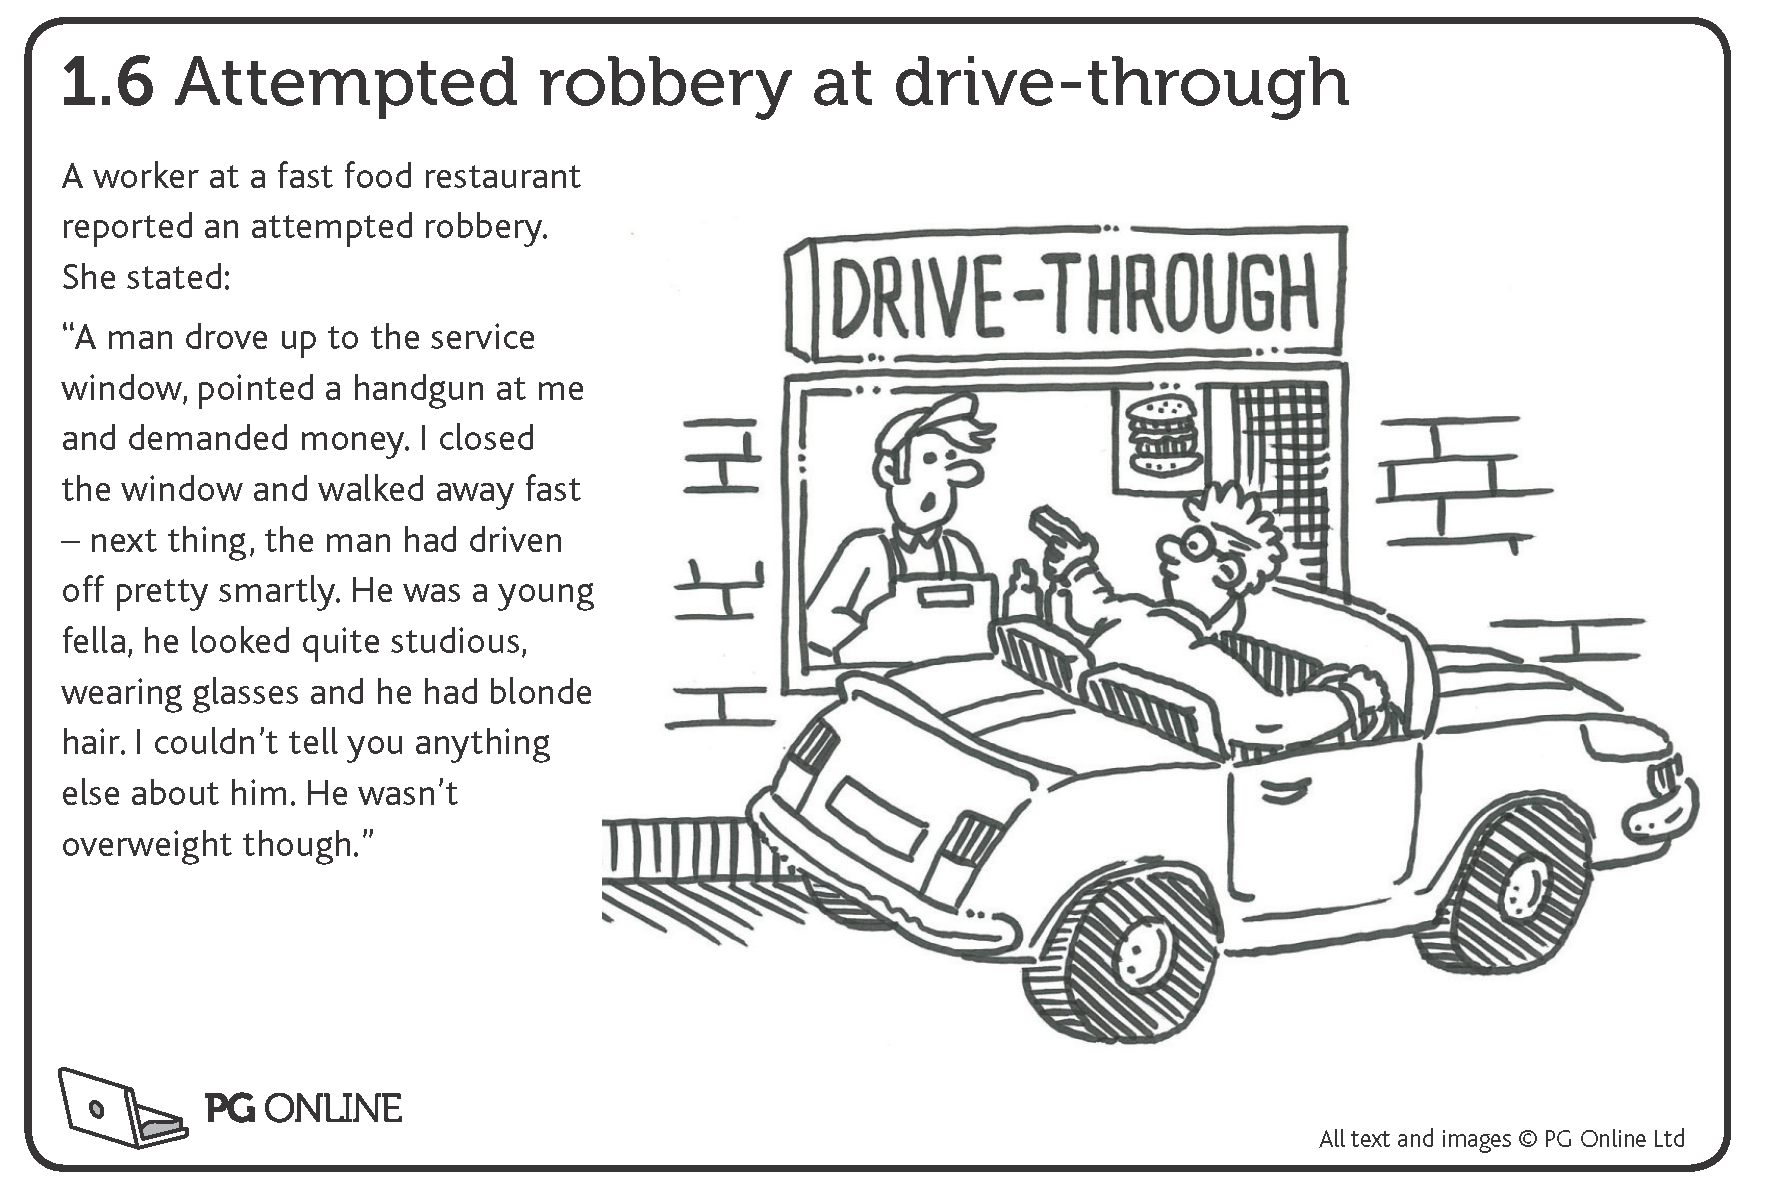 1.6 Attempted robbery at drive-through
A worker at a fast food restaurant
reported an attempted robbery.
She stated:
“A man drove up to the service
window, pointed a handgun at me
and demanded money. I closed
the window and walked away fast
– next thing, the man had driven
off pretty smartly. He was a young
fella, he looked quite studious,
wearing glasses and he had blonde
hair. I couldn’t tell you anything
else about him. He wasn’t
overweight though.”
DRIVE-THROUGH
PG ONLINE
All text and images © PG Online Ltd